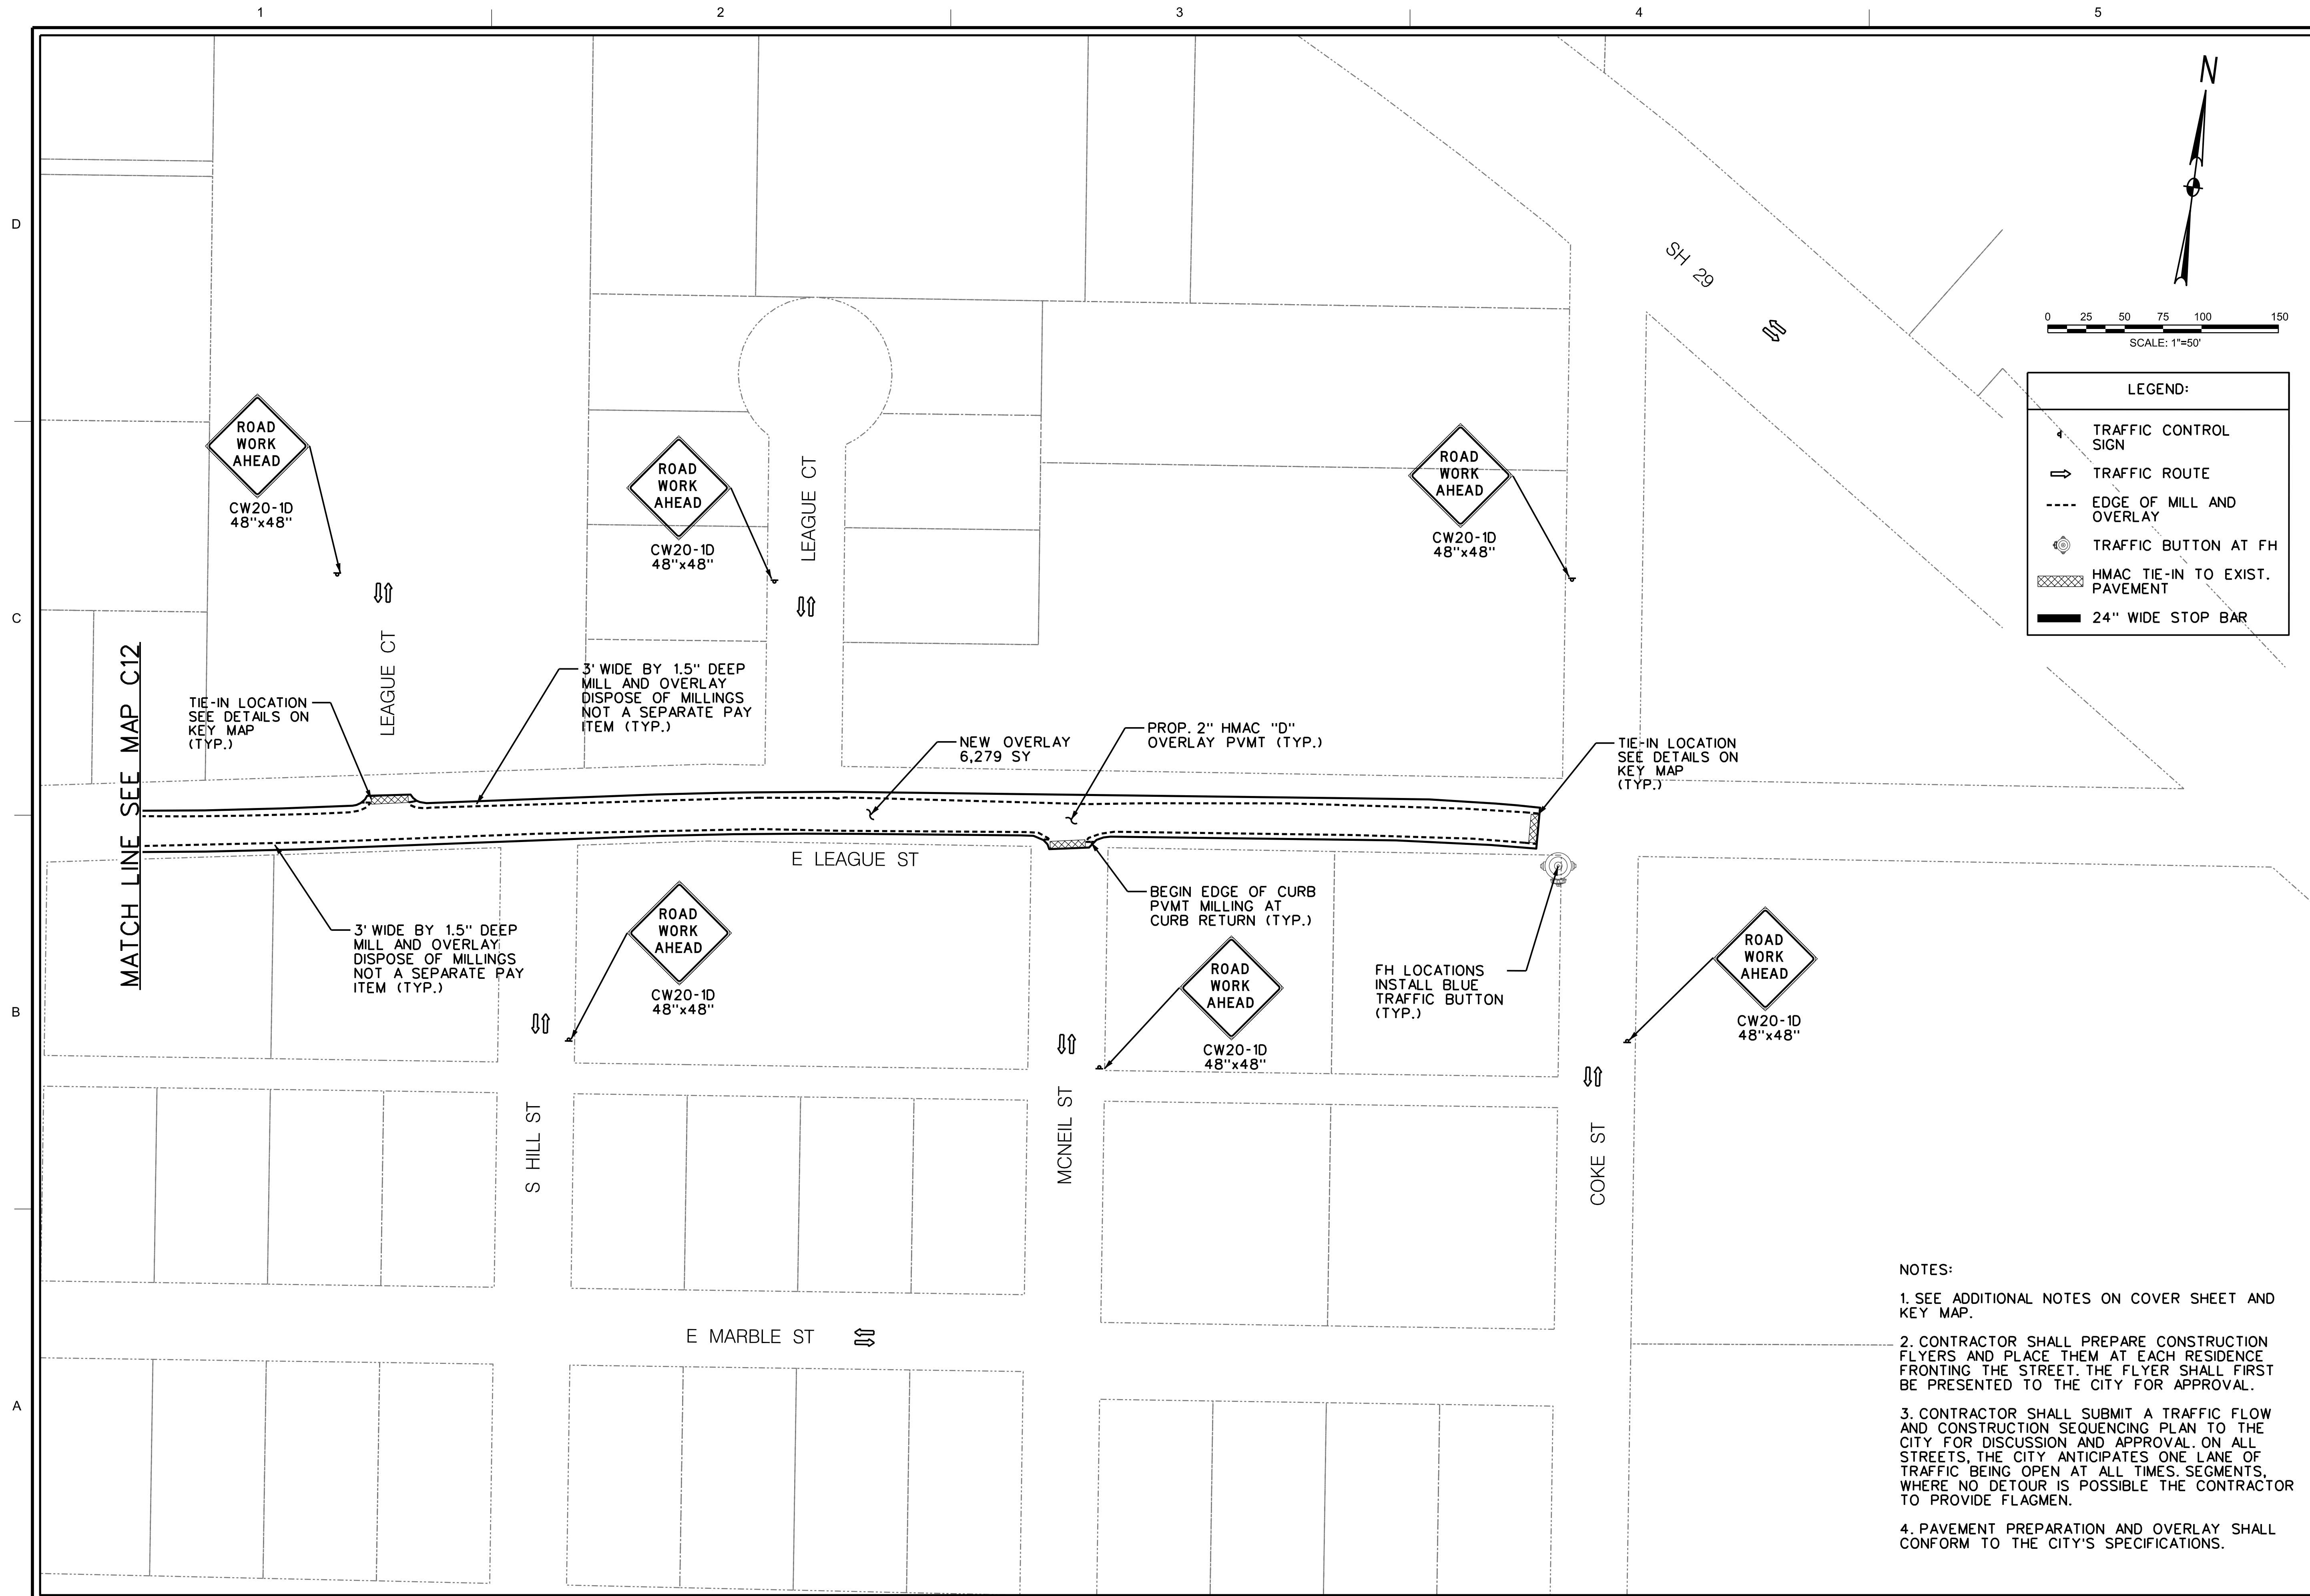 1
2
3
4
5
D
C
B
A
N
0 25 50 75 100 150
SCALE: 1"=50'
LEGEND:
TRAFFIC CONTROL
SIGN
TRAFFIC ROUTE
EDGE OF MILL AND
OVERLAY
TRAFFIC BUTTON AT FH
HMAC TIE-IN TO EXIST.
PAVEMENT
24" WIDE STOP BAR
SH 29
ROAD
WORK
AHEAD
CW20-1D
48"x48"
ROAD
WORK
AHEAD
CW20-1D
48"x48"
LEAGUE CT
ROAD
WORK
AHEAD
CW20-1D
48"x48"
MATCH LINE SEE MAP C12
TIE-IN LOCATION
SEE DETAILS ON
KEY MAP
(TYP.)
LEAGUE CT
3' WIDE BY 1.5" DEEP
MILL AND OVERLAY
DISPOSE OF MILLINGS
NOT A SEPARATE PAY
ITEM (TYP.)
NEW OVERLAY
6,279 SY
PROP. 2" HMAC "D"
OVERLAY PVMT (TYP.)
TIE-IN LOCATION
SEE DETAILS ON
KEY MAP
(TYP.)
E LEAGUE ST
3' WIDE BY 1.5" DEEP
MILL AND OVERLAY
DISPOSE OF MILLINGS
NOT A SEPARATE PAY
ITEM (TYP.)
ROAD
WORK
AHEAD
CW20-1D
48"x48"
BEGIN EDGE OF CURB
PVMT MILLING AT
CURB RETURN (TYP.)
ROAD
WORK
AHEAD
CW20-1D
48"x48"
FH LOCATIONS
INSTALL BLUE
TRAFFIC BUTTON
(TYP.)
ROAD
WORK
AHEAD
CW20-1D
48"x48"
S HILL ST
MCNEIL ST
COKE ST
E MARBLE ST
NOTES:
1. SEE ADDITIONAL NOTES ON COVER SHEET AND
KEY MAP.
2. CONTRACTOR SHALL PREPARE CONSTRUCTION
FLYERS AND PLACE THEM AT EACH RESIDENCE
FRONTING THE STREET. THE FLYER SHALL FIRST
BE PRESENTED TO THE CITY FOR APPROVAL.
3. CONTRACTOR SHALL SUBMIT A TRAFFIC FLOW
AND CONSTRUCTION SEQUENCING PLAN TO THE
CITY FOR DISCUSSION AND APPROVAL. ON ALL
STREETS, THE CITY ANTICIPATES ONE LANE OF
TRAFFIC BEING OPEN AT ALL TIMES. SEGMENTS,
WHERE NO DETOUR IS POSSIBLE THE CONTRACTOR
TO PROVIDE FLAGMEN.
4. PAVEMENT PREPARATION AND OVERLAY SHALL
CONFORM TO THE CITY'S SPECIFICATIONS.